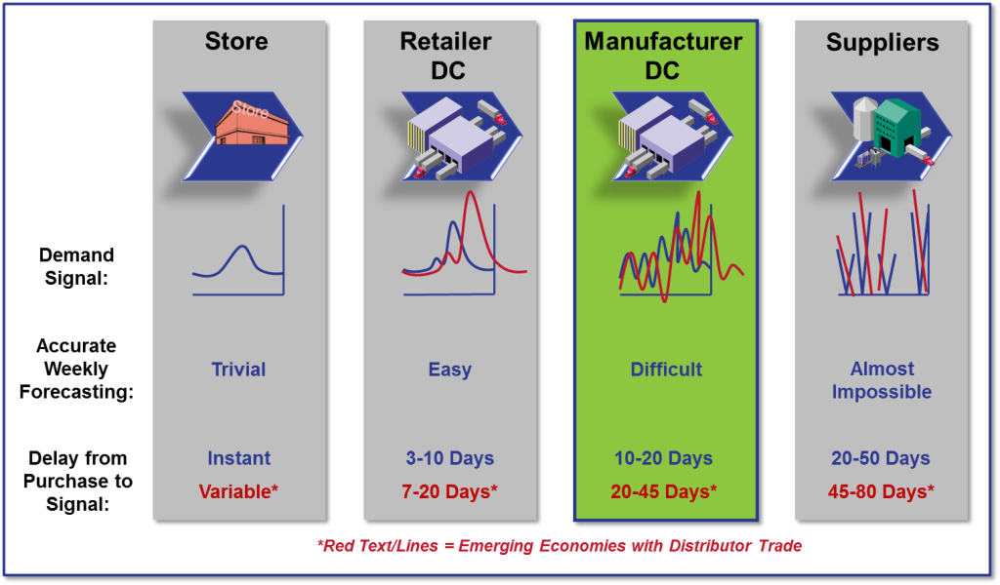 Store
Retailer
DC
Manufacturer
DC
Suppliers
Store
Demand
Signal:
Accurate
Weekly
Forecasting:
Trivial
Easy
Difficult
Almost
Impossible
Delay from
Purchase to
Signal:
Instant
3-10 Days
10-20 Days
20-50 Days
Variable*
7-20 Days*
20-45 Days*
45-80 Days*
*Red Text/Lines = Emerging Economies with Distributor Trade